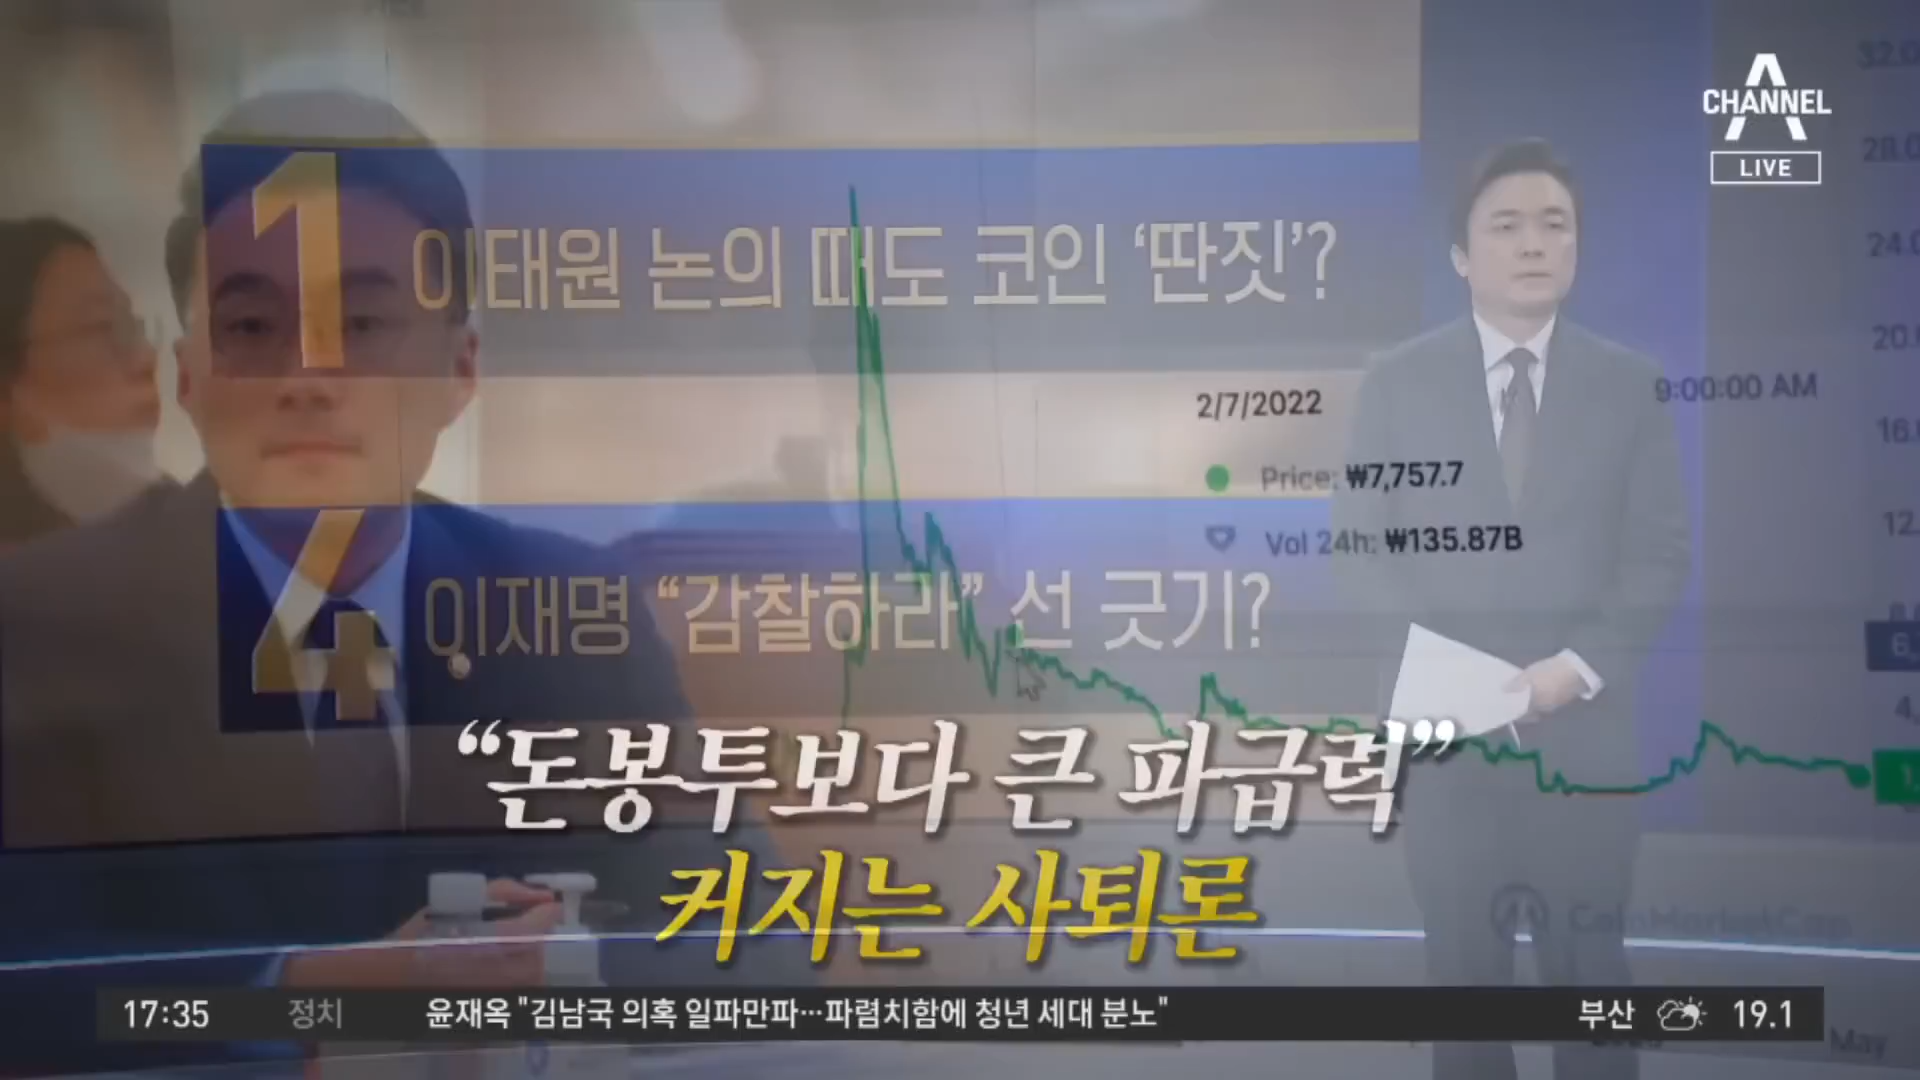 CHANNEL A
LIVE
1
이태원 논의 때도 코인 ‘딴짓’?
2/7/2022
9:00:00 AM
Price: ₩7,757.7
Vol 24h: ₩135.87B
4
이재명 “감찰하라” 선 긋기?
“돈봉투보다 큰 파급력”
커지는 사퇴론
CoinMarketCap
17:35
정치
윤재옥 "김남국 의혹 일파만파…파렴치함에 청년 세대 분노"
부산
19.1
May